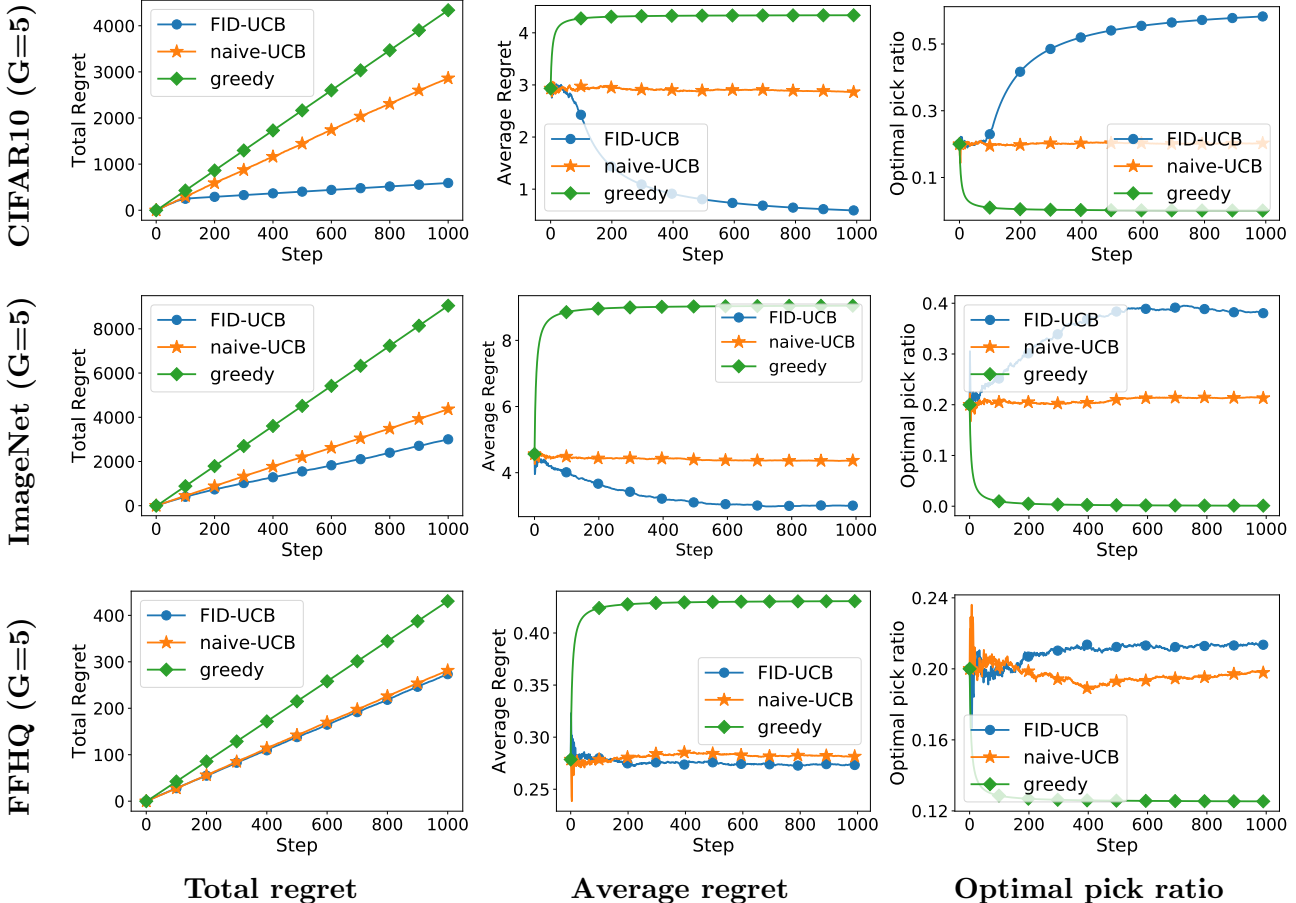 CIFAR10 (G=5)
Total Regret
4000
3000
2000
1000
0
FID-UCB
naive-UCB
greedy
0 200 400 600 800 1000
Step
Average Regret
4
3
2
1
FID-UCB
naive-UCB
greedy
0 200 400 600 800 1000
Step
Optimal pick ratio
0.5
0.3
0.1
FID-UCB
naive-UCB
greedy
0 200 400 600 800 1000
Step
ImageNet (G=5)
Total Regret
8000
6000
4000
2000
0
FID-UCB
naive-UCB
greedy
0 200 400 600 800 1000
Step
Average Regret
8
6
4
FID-UCB
naive-UCB
greedy
0 200 400 600 800 1000
Step
Optimal pick ratio
0.4
0.3
0.2
0.1
0.0
FID-UCB
naive-UCB
greedy
0 200 400 600 800 1000
Step
FFHQ (G=5)
Total Regret
400
300
200
100
0
FID-UCB
naive-UCB
greedy
0 200 400 600 800 1000
Step
Average Regret
0.40
0.35
0.30
0.25
FID-UCB
naive-UCB
greedy
0 200 400 600 800 1000
Step
Optimal pick ratio
0.24
0.20
0.16
0.12
FID-UCB
naive-UCB
greedy
0 200 400 600 800 1000
Step
Total regret
Average regret
Optimal pick ratio